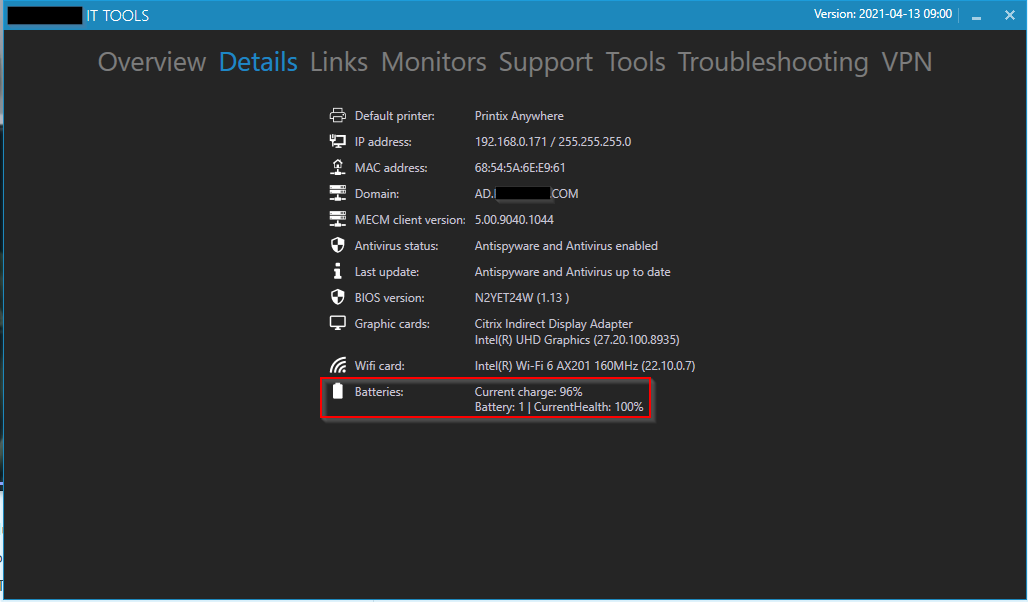 IT TOOLS
Version: 2021-04-13 09:00
Overview Details Links Monitors Support Tools Troubleshooting VPN
Default printer: Printix Anywhere
IP address: 192.168.0.171 / 255.255.255.0
MAC address: 68:54:5A:6E:E9:61
Domain: AD. .COM
MECM client version: 5.00.9040.1044
Antivirus status: Antispyware and Antivirus enabled
Last update: Antispyware and Antivirus up to date
BIOS version: N2YET24W (1.13 )
Graphic cards: Citrix Indirect Display Adapter
Intel(R) UHD Graphics (27.20.100.8935)
Wifi card: Intel(R) Wi-Fi 6 AX201 160MHz (22.10.0.7)
Batteries: Current charge: 96%
Battery: 1 | CurrentHealth: 100%